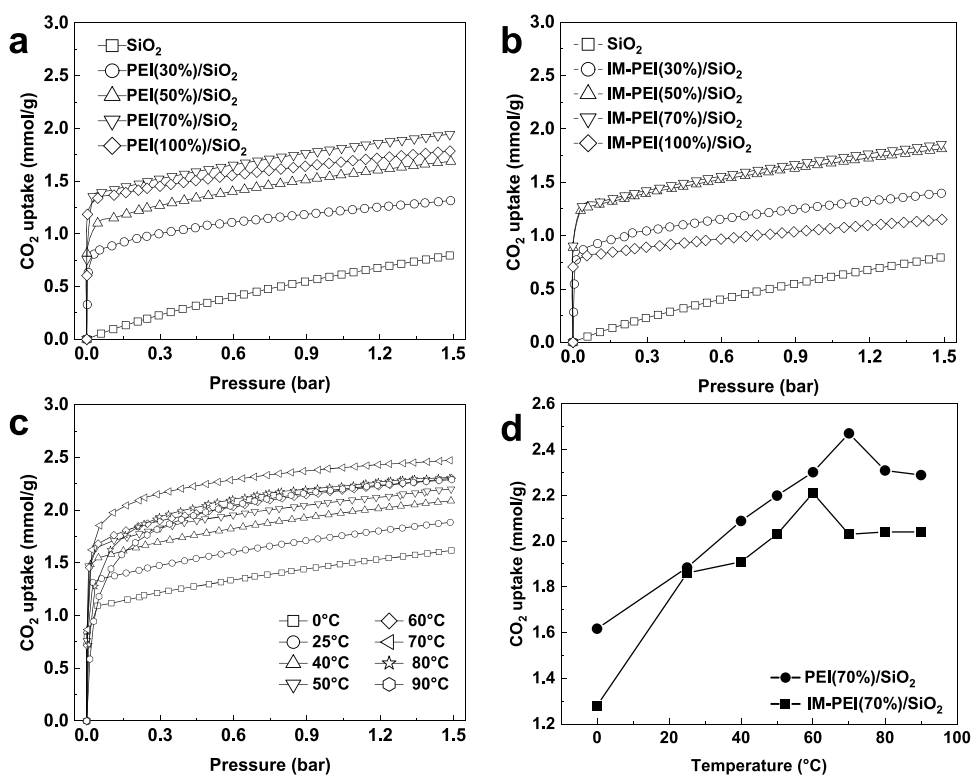 a
SiO₂
PEI(30%)/SiO₂
PEI(50%)/SiO₂
PEI(70%)/SiO₂
PEI(100%)/SiO₂
CO₂ uptake (mmol/g)
3.0
2.5
2.0
1.5
1.0
0.5
0.0
0.0 0.3 0.6 0.9 1.2 1.5
Pressure (bar)
b
SiO₂
IM-PEI(30%)/SiO₂
IM-PEI(50%)/SiO₂
IM-PEI(70%)/SiO₂
IM-PEI(100%)/SiO₂
CO₂ uptake (mmol/g)
3.0
2.5
2.0
1.5
1.0
0.5
0.0
0.0 0.3 0.6 0.9 1.2 1.5
Pressure (bar)
c
CO₂ uptake (mmol/g)
3.0
2.5
2.0
1.5
1.0
0.5
0.0
0°C 60°C
25°C 70°C
40°C 80°C
50°C 90°C
0.0 0.3 0.6 0.9 1.2 1.5
Pressure (bar)
d
CO₂ uptake (mmol/g)
2.6
2.4
2.2
2.0
1.8
1.6
1.4
1.2
PEI(70%)/SiO₂
IM-PEI(70%)/SiO₂
0 20 40 60 80 100
Temperature (°C)